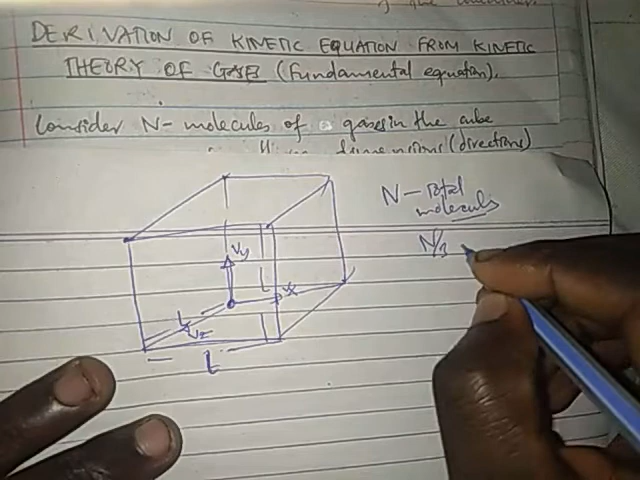 DERIVATION OF KINETIC EQUATION FROM KINETIC
THEORY OF GASES (Fundamental equation).
Consider N- molecules of a gases in the cube
dimensions (directions)
N - total
molecules
N/3
Vy
Vx
L
Vz
L
L